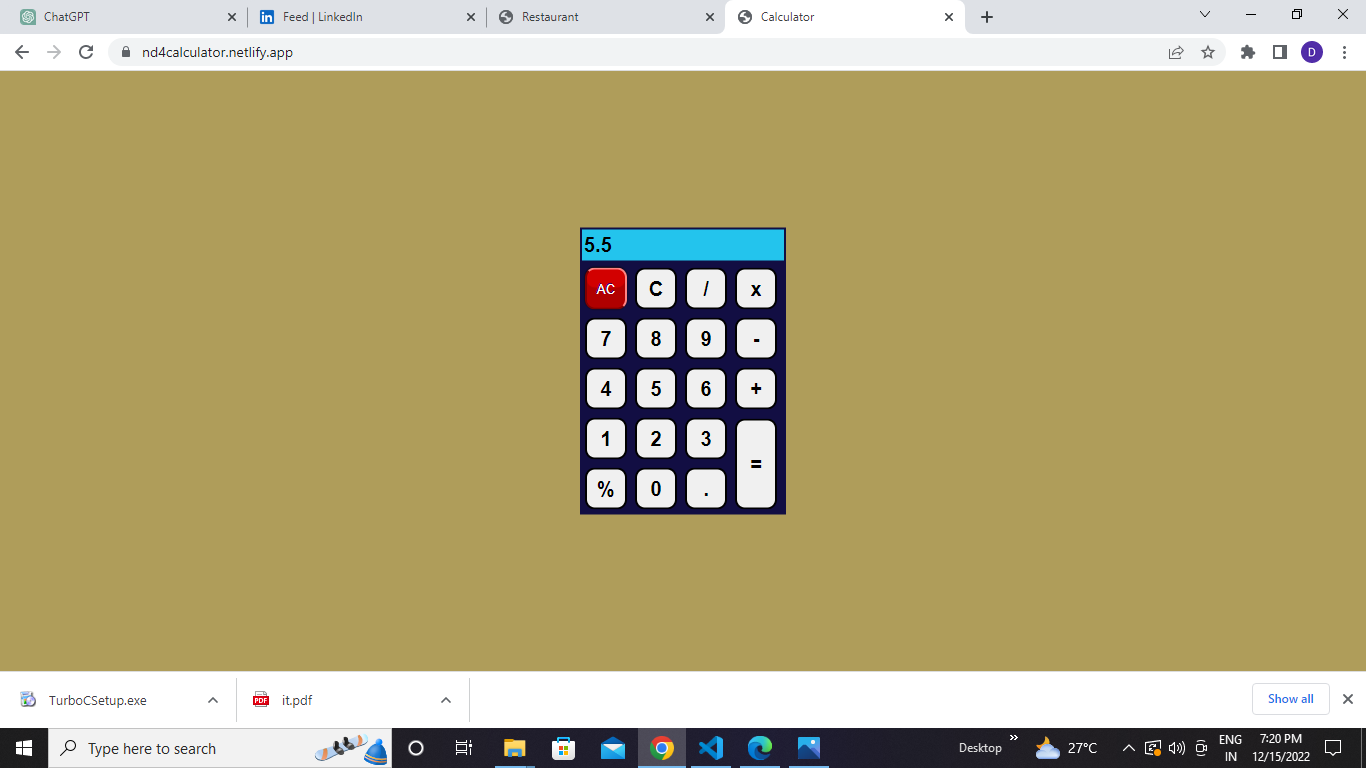 ChatGPT
Feed | LinkedIn
Restaurant
Calculator
nd4calculator.netlify.app
D
5.5
AC C / x
7 8 9 -
4 5 6 +
1 2 3
=
% 0 .
TurboCSetup.exe
PDF
it.pdf
Show all
Type here to search
Desktop
27°C
ENG
IN
7:20 PM
12/15/2022